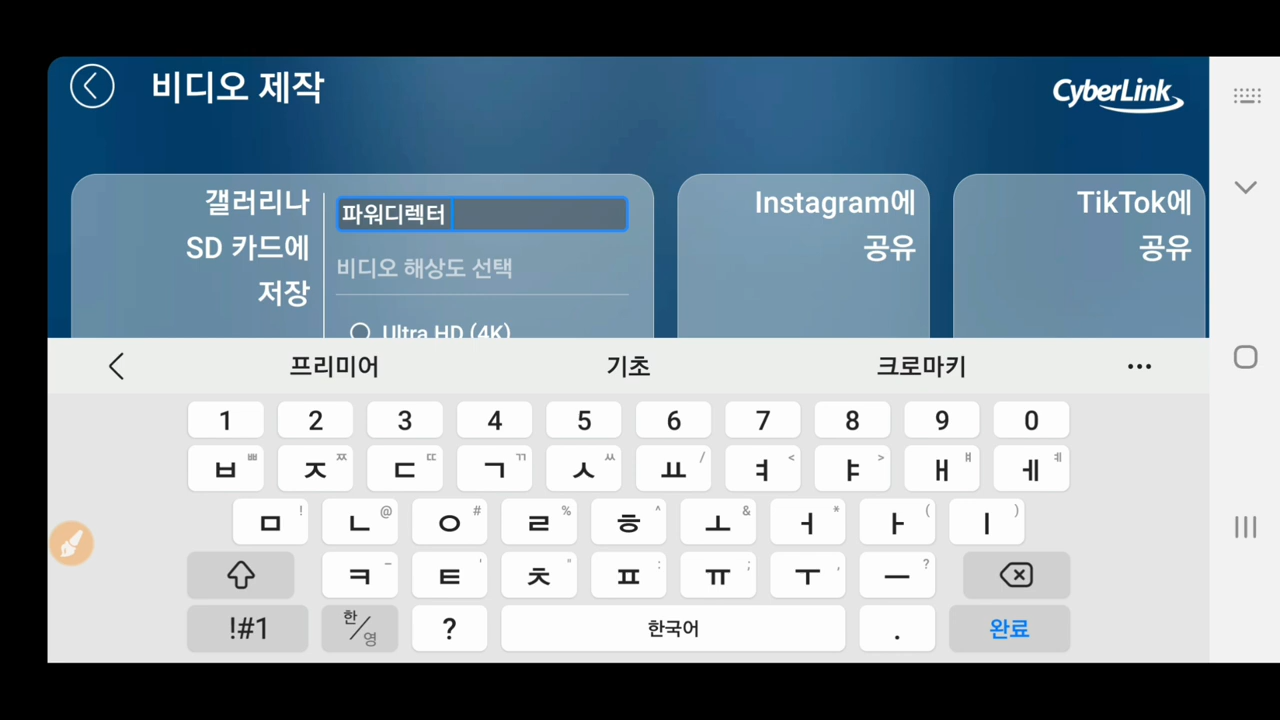 비디오 제작
CyberLink
갤러리나
SD 카드에
저장
파워디렉터
비디오 해상도 선택
Ultra HD (4K)
Instagram에
공유
TikTok에
공유
프리미어 기초 크로마키 •••
1 2 3 4 5 6 7 8 9 0
ㅂ ㅃ ㅈ ㅉ ㄷ ㄸ ㄱ ㄲ ㅅ ㅆ ㅛ / ㅕ < ㅑ > ㅐ ㅒ ㅔ ㅖ
ㅁ ! ㄴ @ ㅇ # ㄹ % ㅎ ^ ㅗ & ㅓ * ㅏ ( ㅣ )
ㅋ - ㅌ ' ㅊ " ㅍ : ㅠ ; ㅜ , ㅡ ?
!#1 한/영 ? 한국어 . 완료